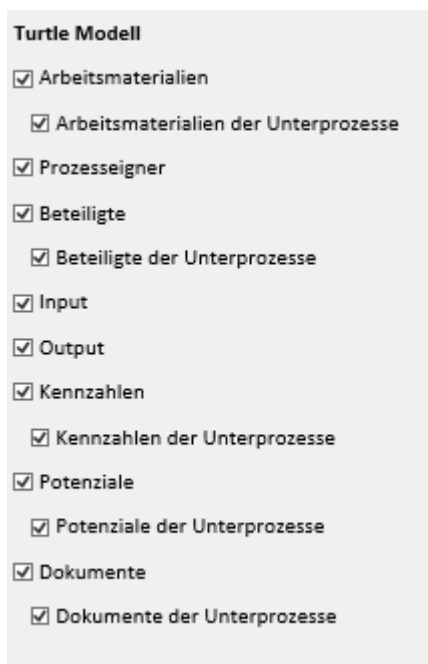 Turtle Modell
Arbeitsmaterialien
Arbeitsmaterialien der Unterprozesse
Prozesseigner
Beteiligte
Beteiligte der Unterprozesse
Input
Output
Kennzahlen
Kennzahlen der Unterprozesse
Potenziale
Potenziale der Unterprozesse
Dokumente
Dokumente der Unterprozesse